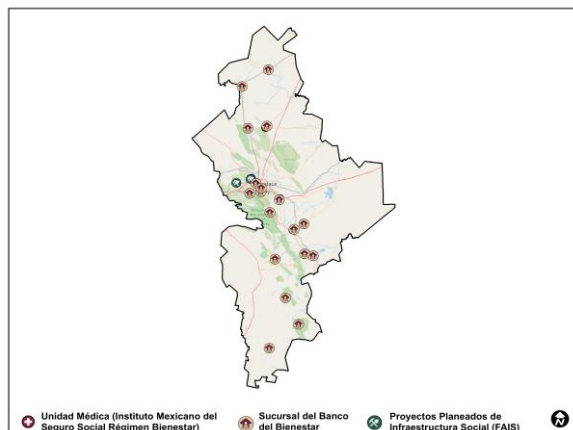 Unidad Médica (Instituto Mexicano del
Seguro Social Régimen Bienestar)
Sucursal del Banco
del Bienestar
Proyectos Planeados de
Infraestructura Social (FAIS)
N